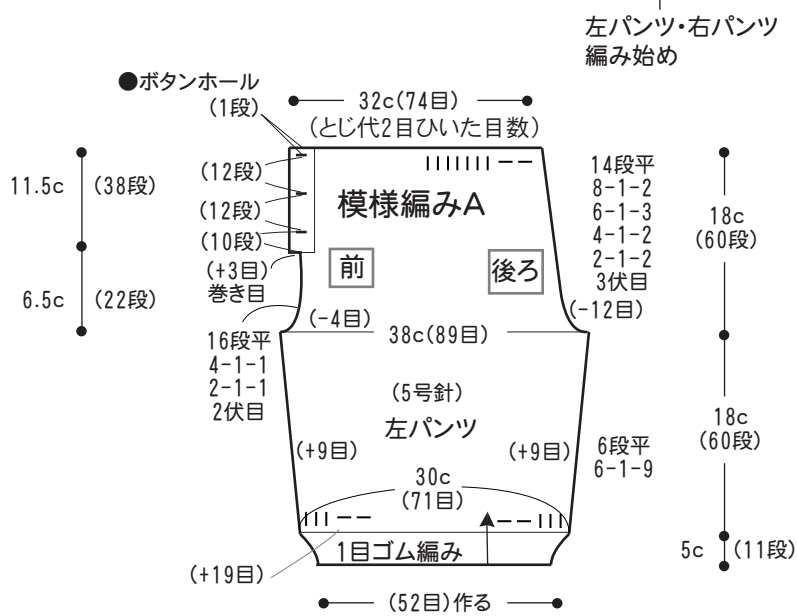 左パンツ・右パンツ
編み始め
●ボタンホール
(1段)
32c(74目)
(とじ代2目ひいた目数)
11.5c (38段)
(12段)
(12段)
(10段)
(+3目)
巻き目
模様編みA
前
後ろ
14段平
8-1-2
6-1-3
4-1-2
2-1-2
3伏目
(-12目)
18c
(60段)
6.5c (22段)
(-4目)
38c(89目)
16段平
4-1-1
2-1-1
2伏目
(5号針)
左パンツ
(+9目)
(+9目)
6段平
6-1-9
18c
(60段)
30c
(71目)
1目ゴム編み
5c (11段)
(+19目)
(52目)作る